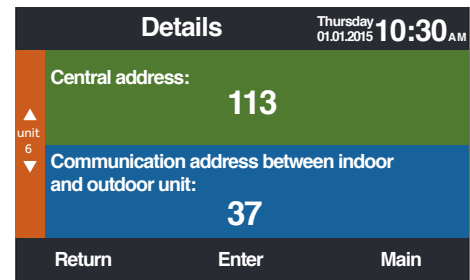 Details
Thursday
01.01.2015 10:30 AM
Central address:
113
▲
unit
6
▼
Communication address between indoor
and outdoor unit:
37
Return Enter Main